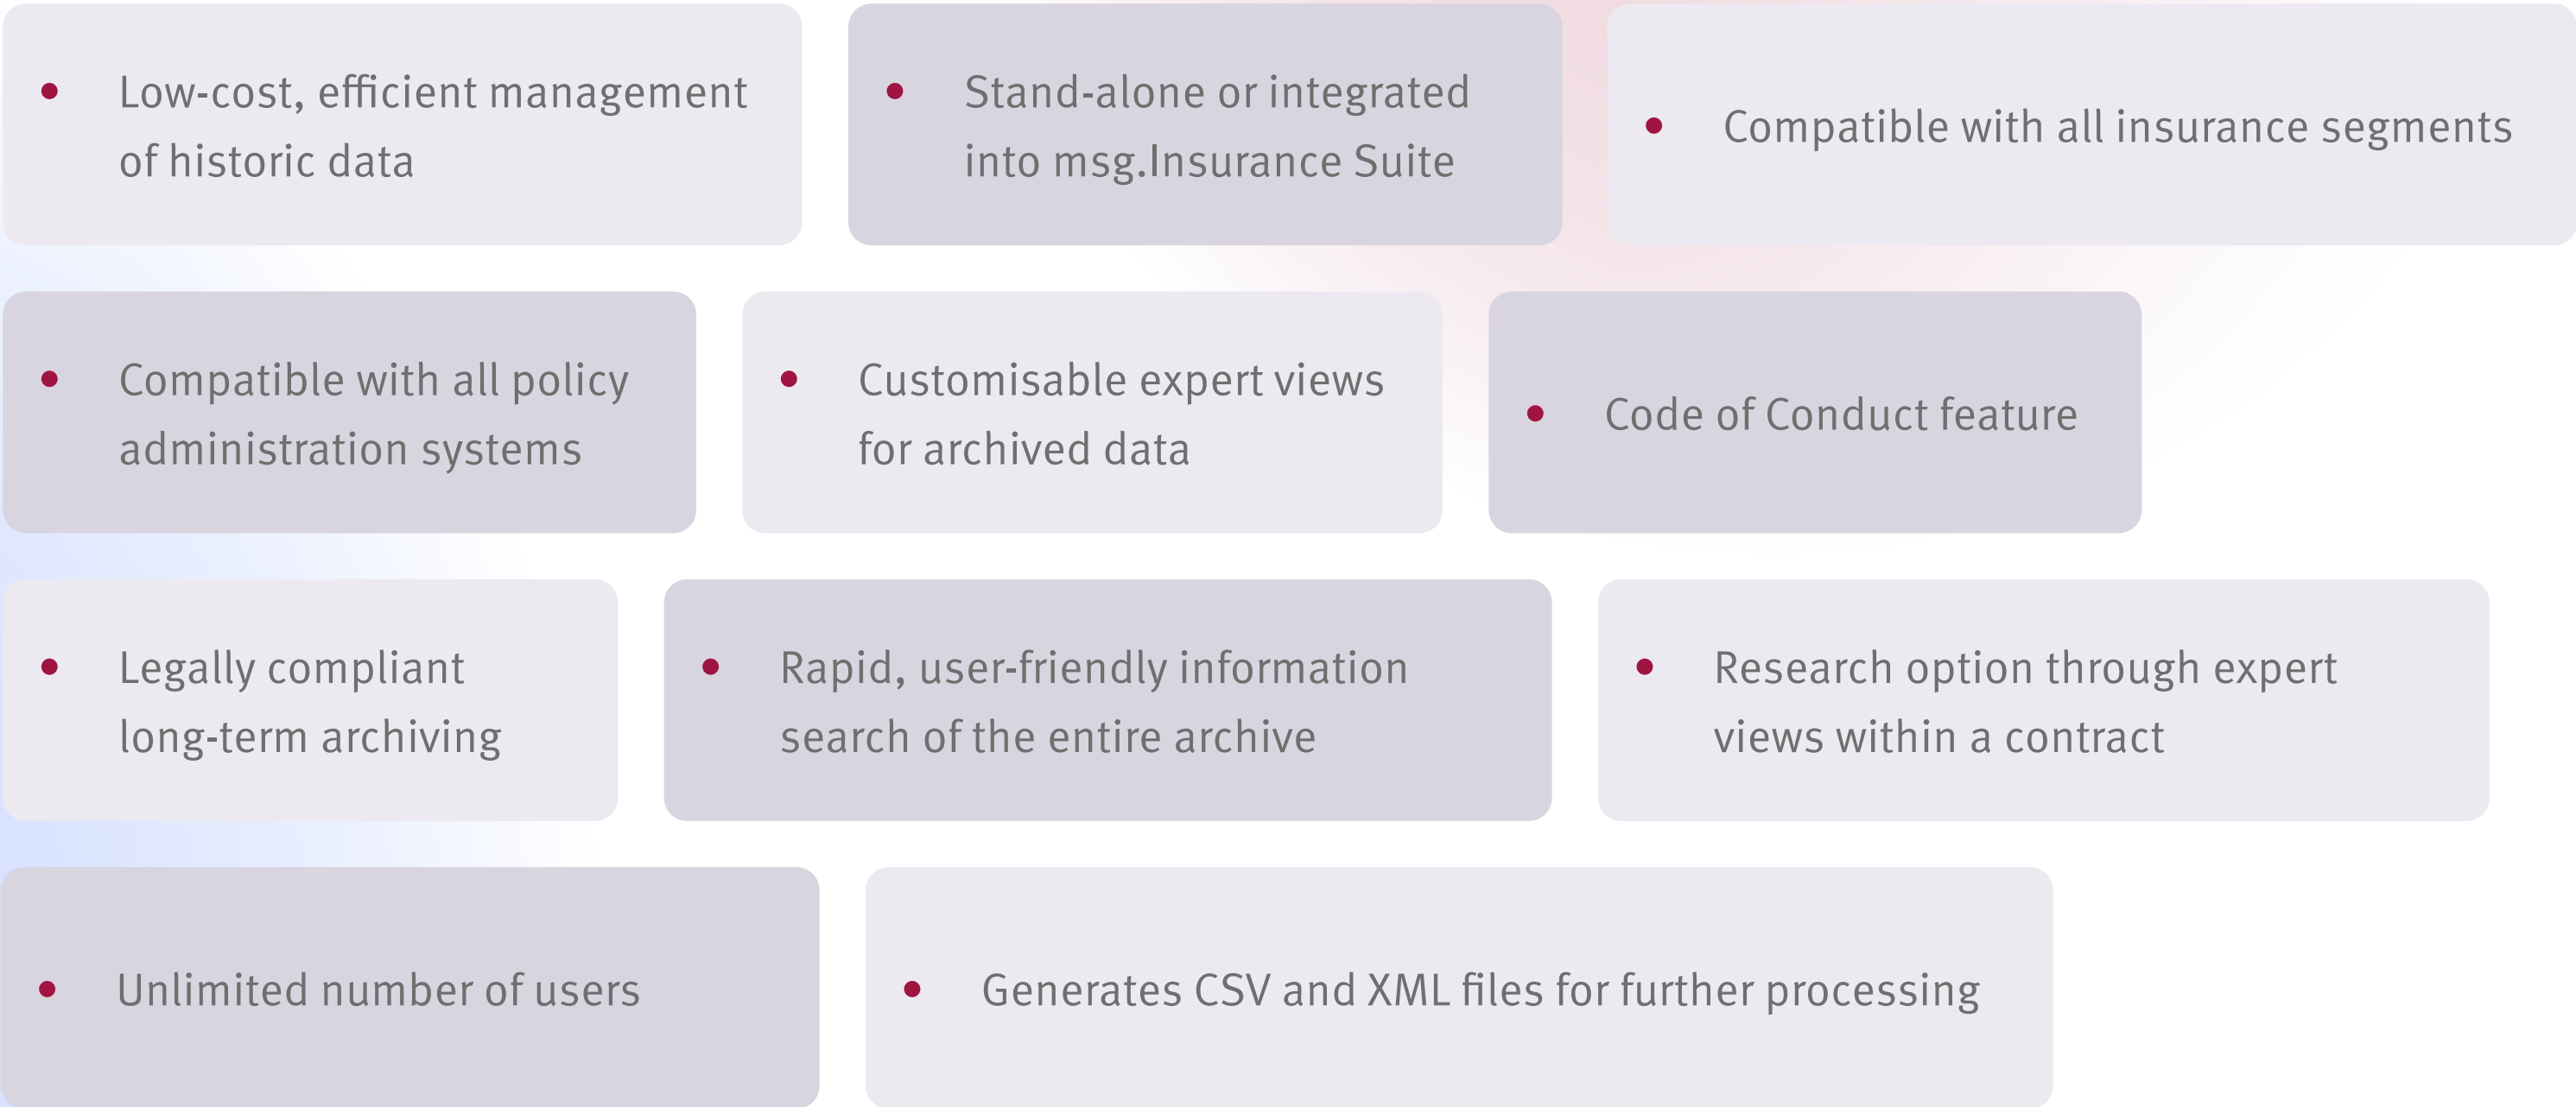 • Low-cost, efficient management
of historic data
• Stand-alone or integrated
into msg.Insurance Suite
• Compatible with all insurance segments
• Compatible with all policy
administration systems
• Customisable expert views
for archived data
• Code of Conduct feature
• Legally compliant
long-term archiving
• Rapid, user-friendly information
search of the entire archive
• Research option through expert
views within a contract
• Unlimited number of users
• Generates CSV and XML files for further processing